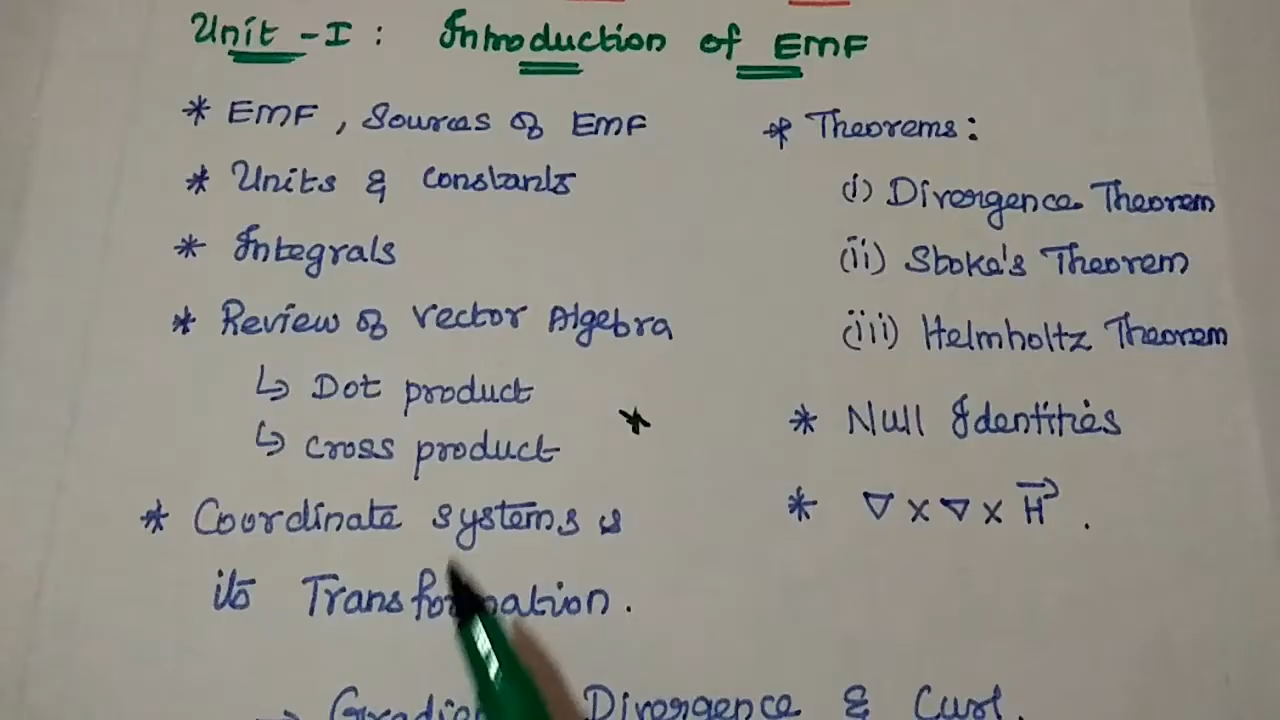 Unit - I : Introduction of EMF
* EMF, Sources of EMF
* Units & constants
* Integrals
* Review of Vector Algebra
↳ Dot product
↳ Cross product
* Coordinate systems &
its Transformation.
→ Gradient Divergence & Curl.
* Theorems:
(i) Divergence Theorem
(ii) Stoke's Theorem
(iii) Helmholtz Theorem
* Null Identities
* ∇ × ∇ × H⃗ .